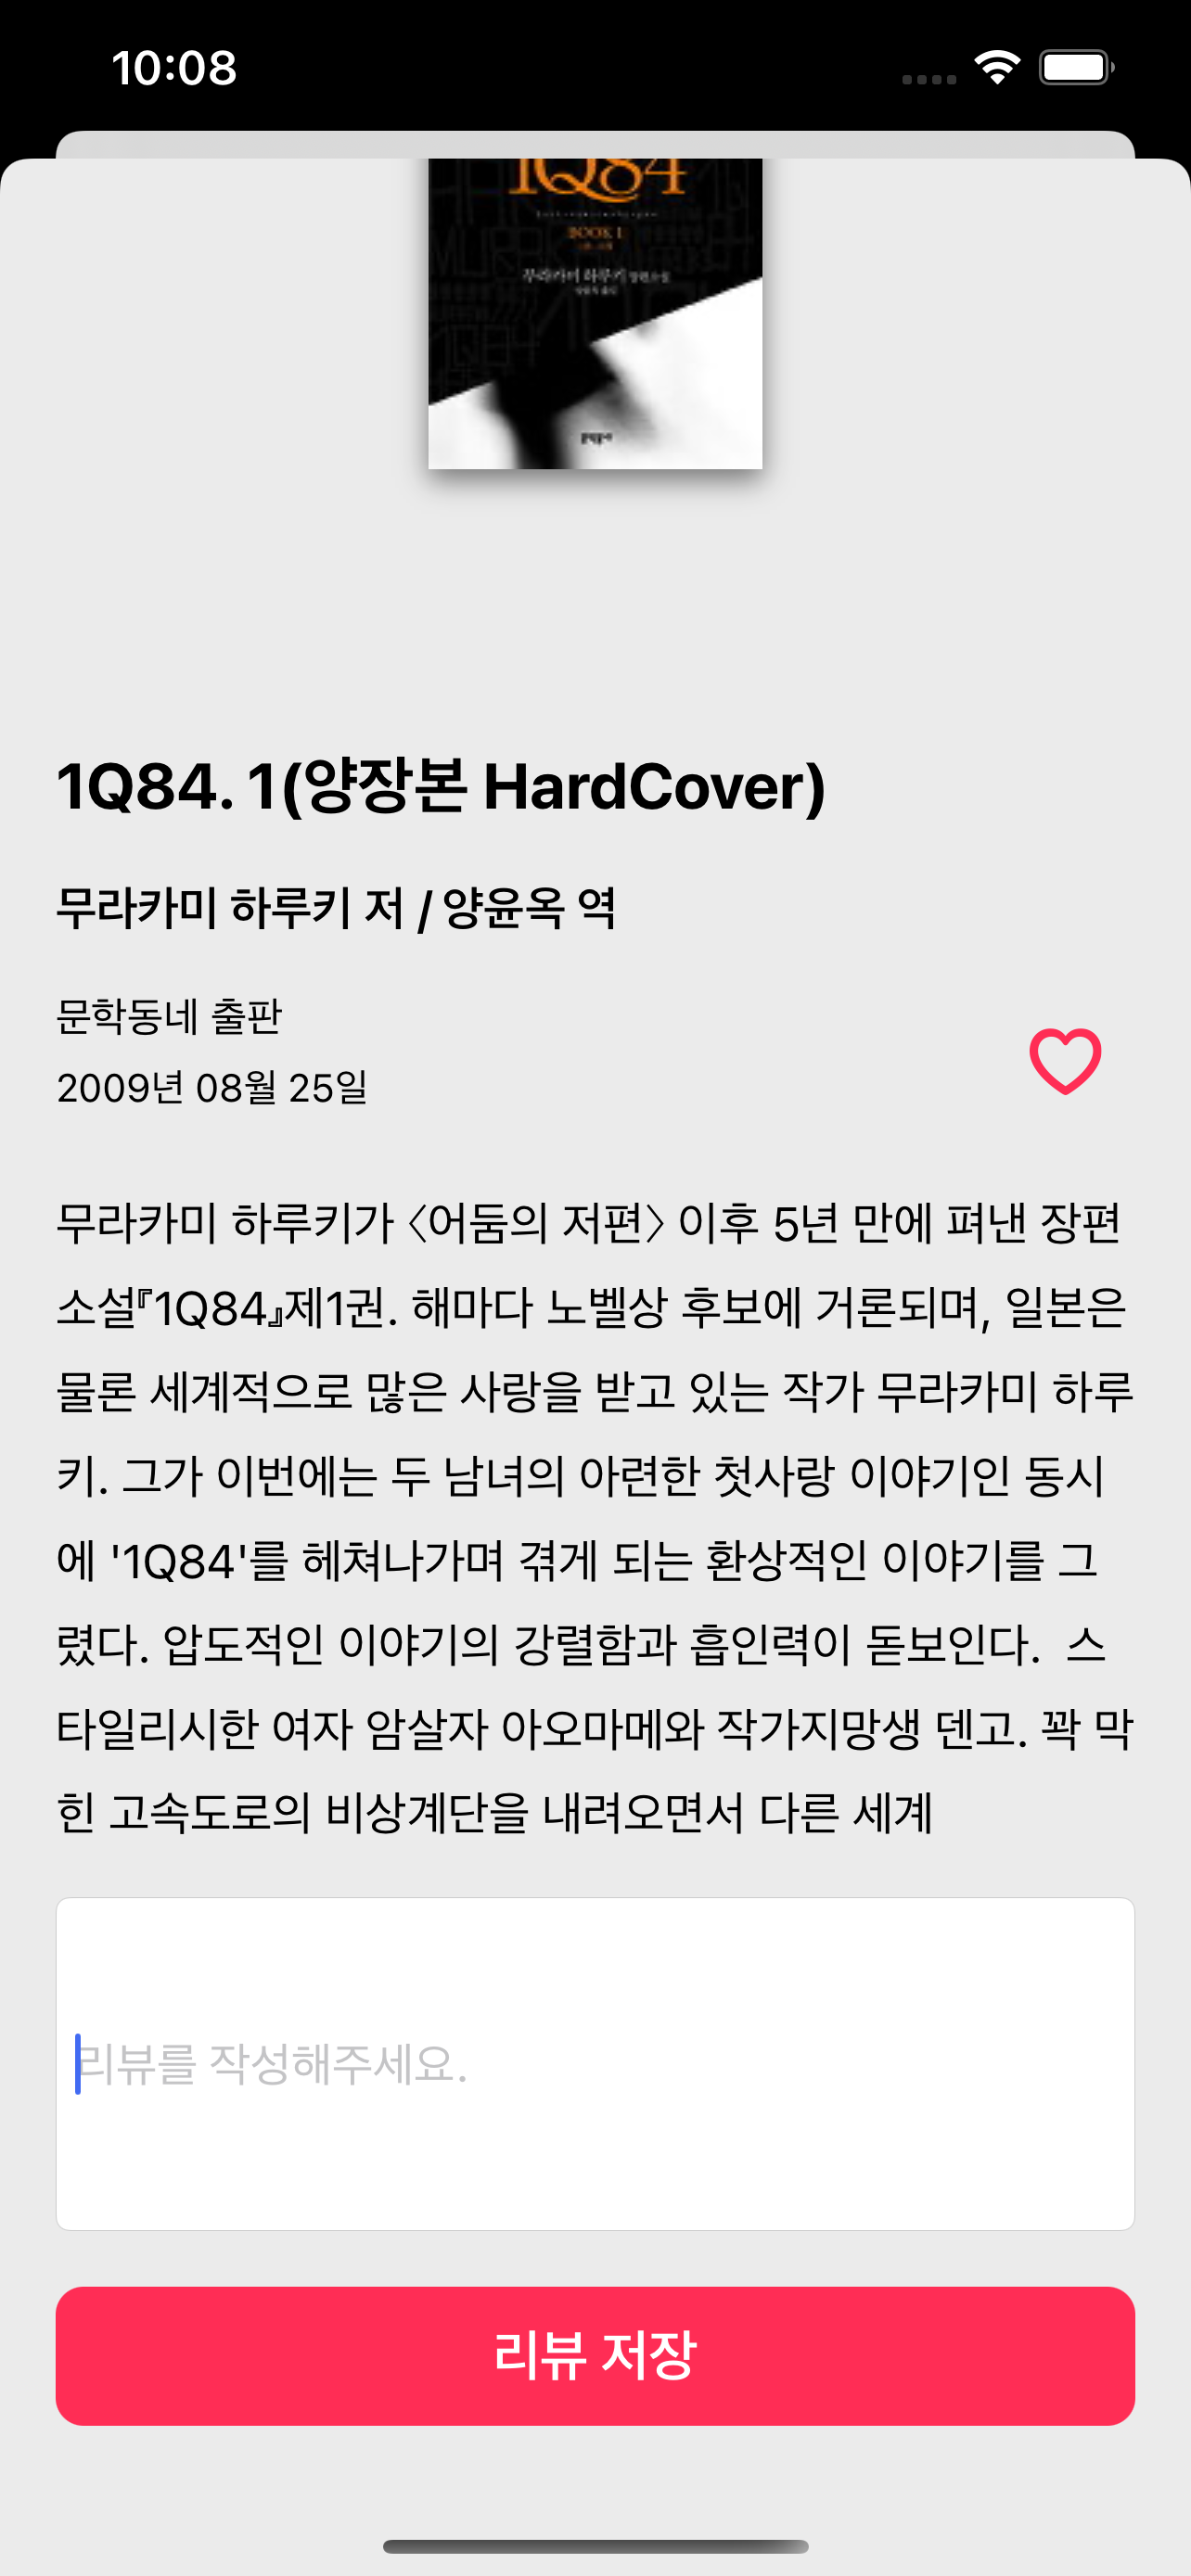 10:08
1Q84
BOOK 1
무라카미 하루키 장편소설
1Q84. 1(양장본 HardCover)
무라카미 하루키 저 / 양윤옥 역
문학동네 출판
2009년 08월 25일
무라카미 하루키가 〈어둠의 저편〉 이후 5년 만에 펴낸 장편
소설『1Q84』제1권. 해마다 노벨상 후보에 거론되며, 일본은
물론 세계적으로 많은 사랑을 받고 있는 작가 무라카미 하루
키. 그가 이번에는 두 남녀의 아련한 첫사랑 이야기인 동시
에 '1Q84'를 헤쳐나가며 겪게 되는 환상적인 이야기를 그
렸다. 압도적인 이야기의 강렬함과 흡인력이 돋보인다.  스
타일리시한 여자 암살자 아오마메와 작가지망생 덴고. 꽉 막
힌 고속도로의 비상계단을 내려오면서 다른 세계
리뷰를 작성해주세요.
리뷰 저장